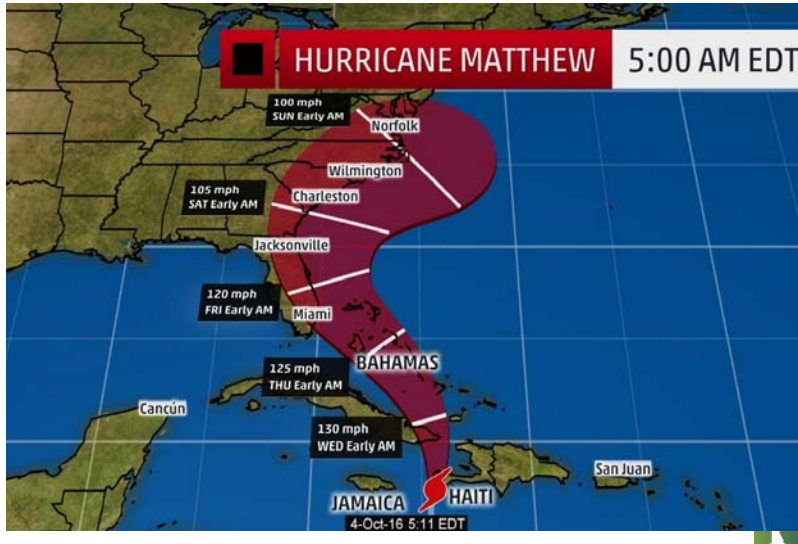 HURRICANE MATTHEW
5:00 AM EDT
100 mph
SUN Early AM
Norfolk
Wilmington
105 mph
SAT Early AM
Charleston
Jacksonville
120 mph
FRI Early AM
Miami
BAHAMAS
125 mph
THU Early AM
Cancún
130 mph
WED Early AM
San Juan
JAMAICA
HAITI
4-Oct-16 5:11 EDT